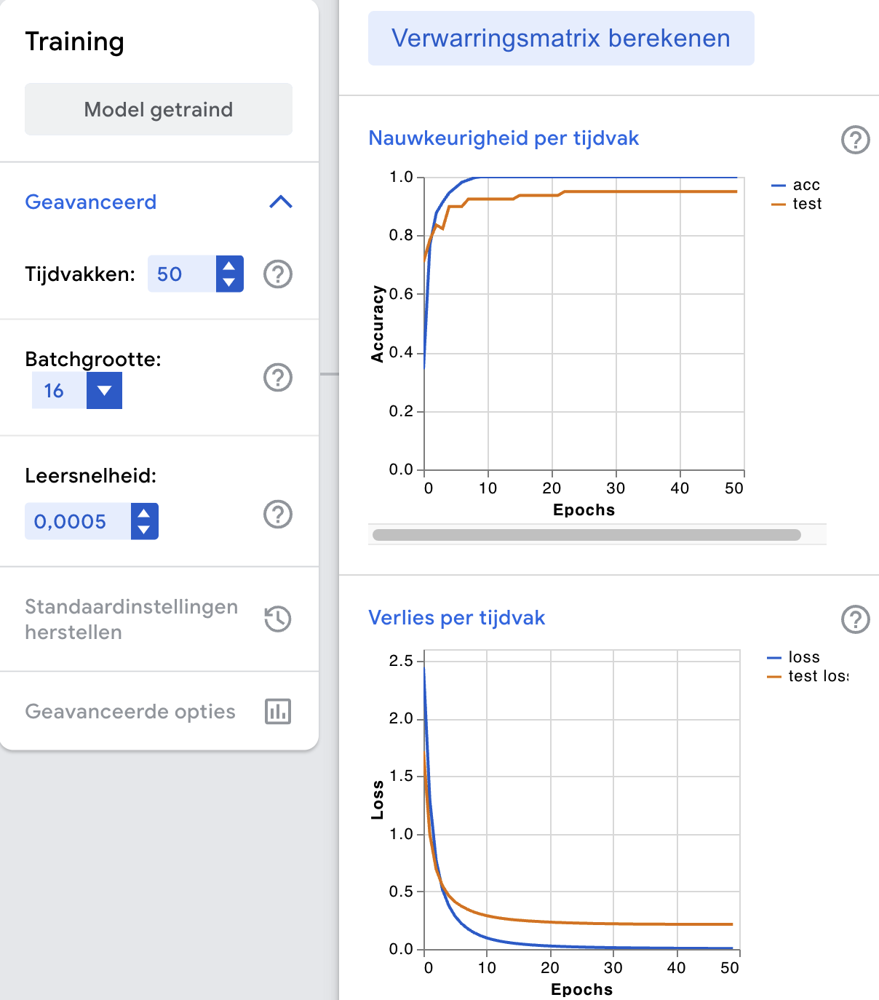 Training
Model getraind
Geavanceerd
Tijdvakken: 50
Batchgrootte:
16
Leersnelheid:
0,0005
Standaardinstellingen
herstellen
Geavanceerde opties
Verwarringsmatrix berekenen
Nauwkeurigheid per tijdvak
1.0
0.8
0.6
0.4
0.2
0.0
Accuracy
0 10 20 30 40 50
Epochs
acc
test
Verlies per tijdvak
2.5
2.0
1.5
1.0
0.5
0.0
Loss
0 10 20 30 40 50
Epochs
loss
test los